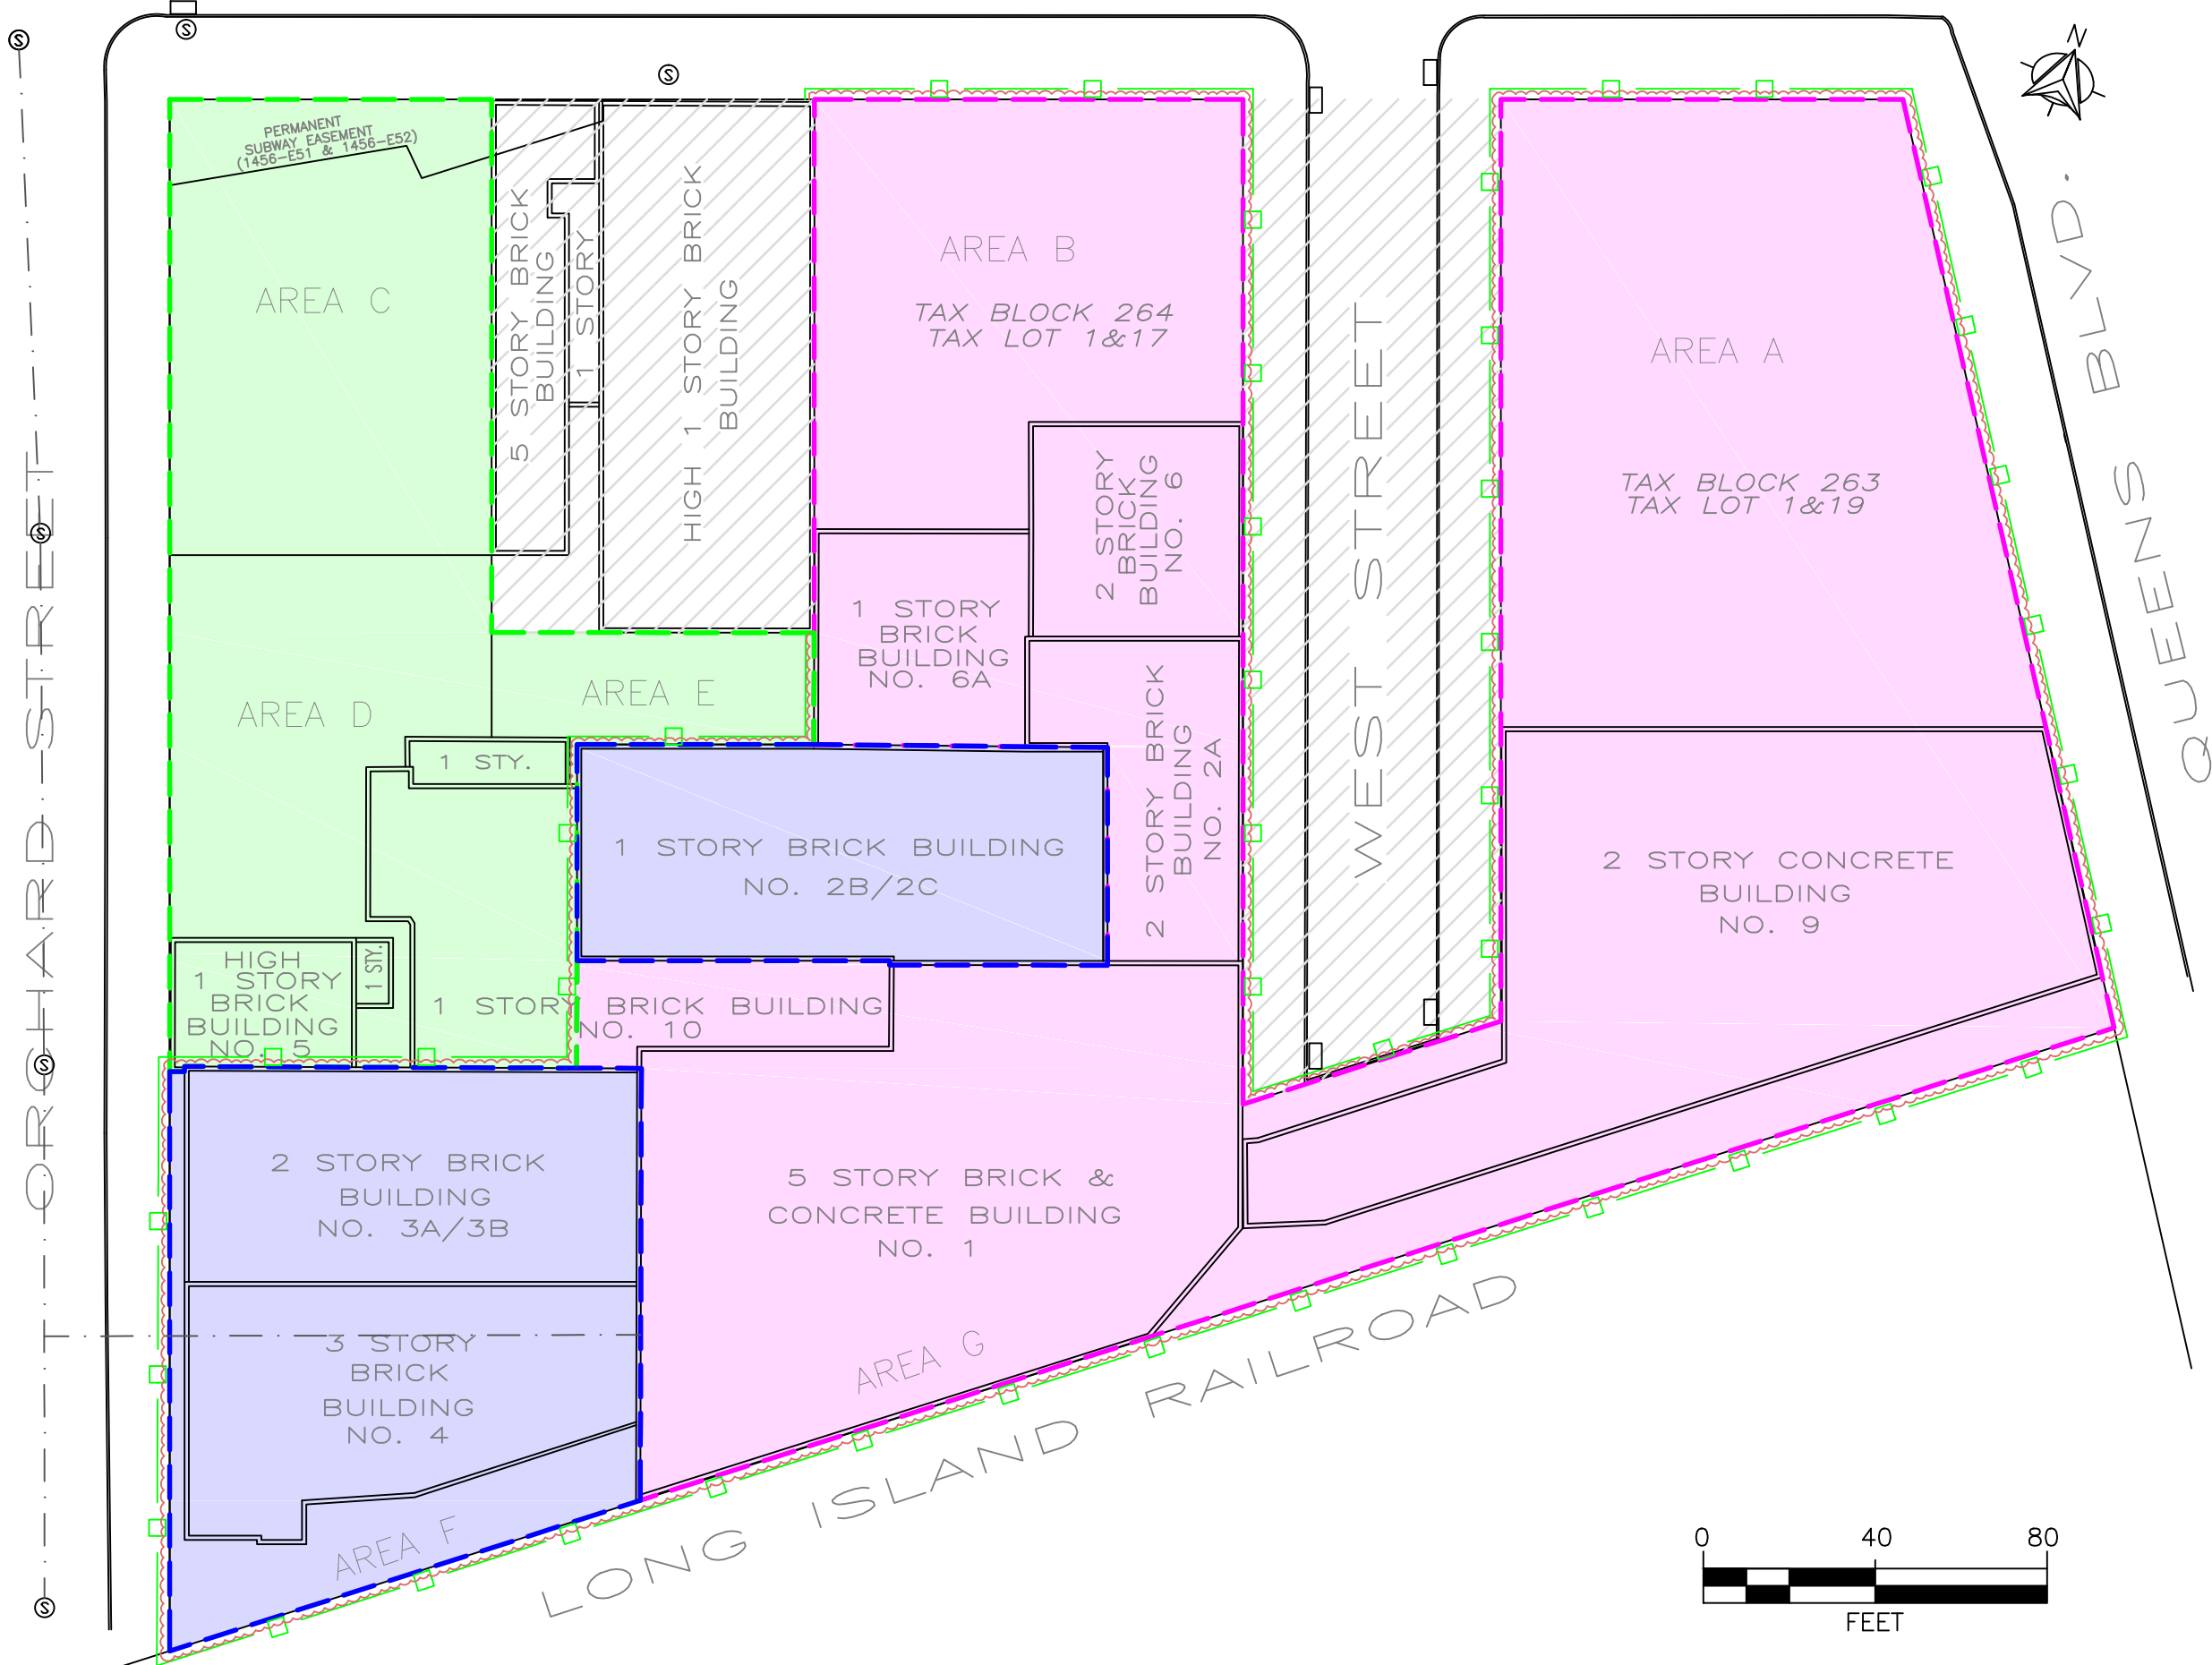 S
S
S
N
PERMANENT
SUBWAY EASEMENT
(1456-E51 & 1456-E52)
AREA C
5 STORY BRICK
BUILDING
1 STORY
HIGH 1 STORY BRICK
BUILDING
AREA B
TAX BLOCK 264
TAX LOT 1&17
WEST STREET
AREA A
TAX BLOCK 263
TAX LOT 1&19
QUEENS BLVD.
ORCHARD STREET
S
2 STORY
BRICK
BUILDING
NO. 6
1 STORY
BRICK
BUILDING
NO. 6A
AREA E
AREA D
1 STY.
2 STORY BRICK
BUILDING
NO. 2A
1 STORY BRICK BUILDING
NO. 2B/2C
2 STORY CONCRETE
BUILDING
NO. 9
HIGH
1 STORY
BRICK
BUILDING
NO. 5
1 STY.
1 STORY BRICK BUILDING
NO. 10
S
2 STORY BRICK
BUILDING
NO. 3A/3B
5 STORY BRICK &
CONCRETE BUILDING
NO. 1
3 STORY
BRICK
BUILDING
NO. 4
AREA G
AREA F
LONG ISLAND RAILROAD
S
0 40 80
FEET